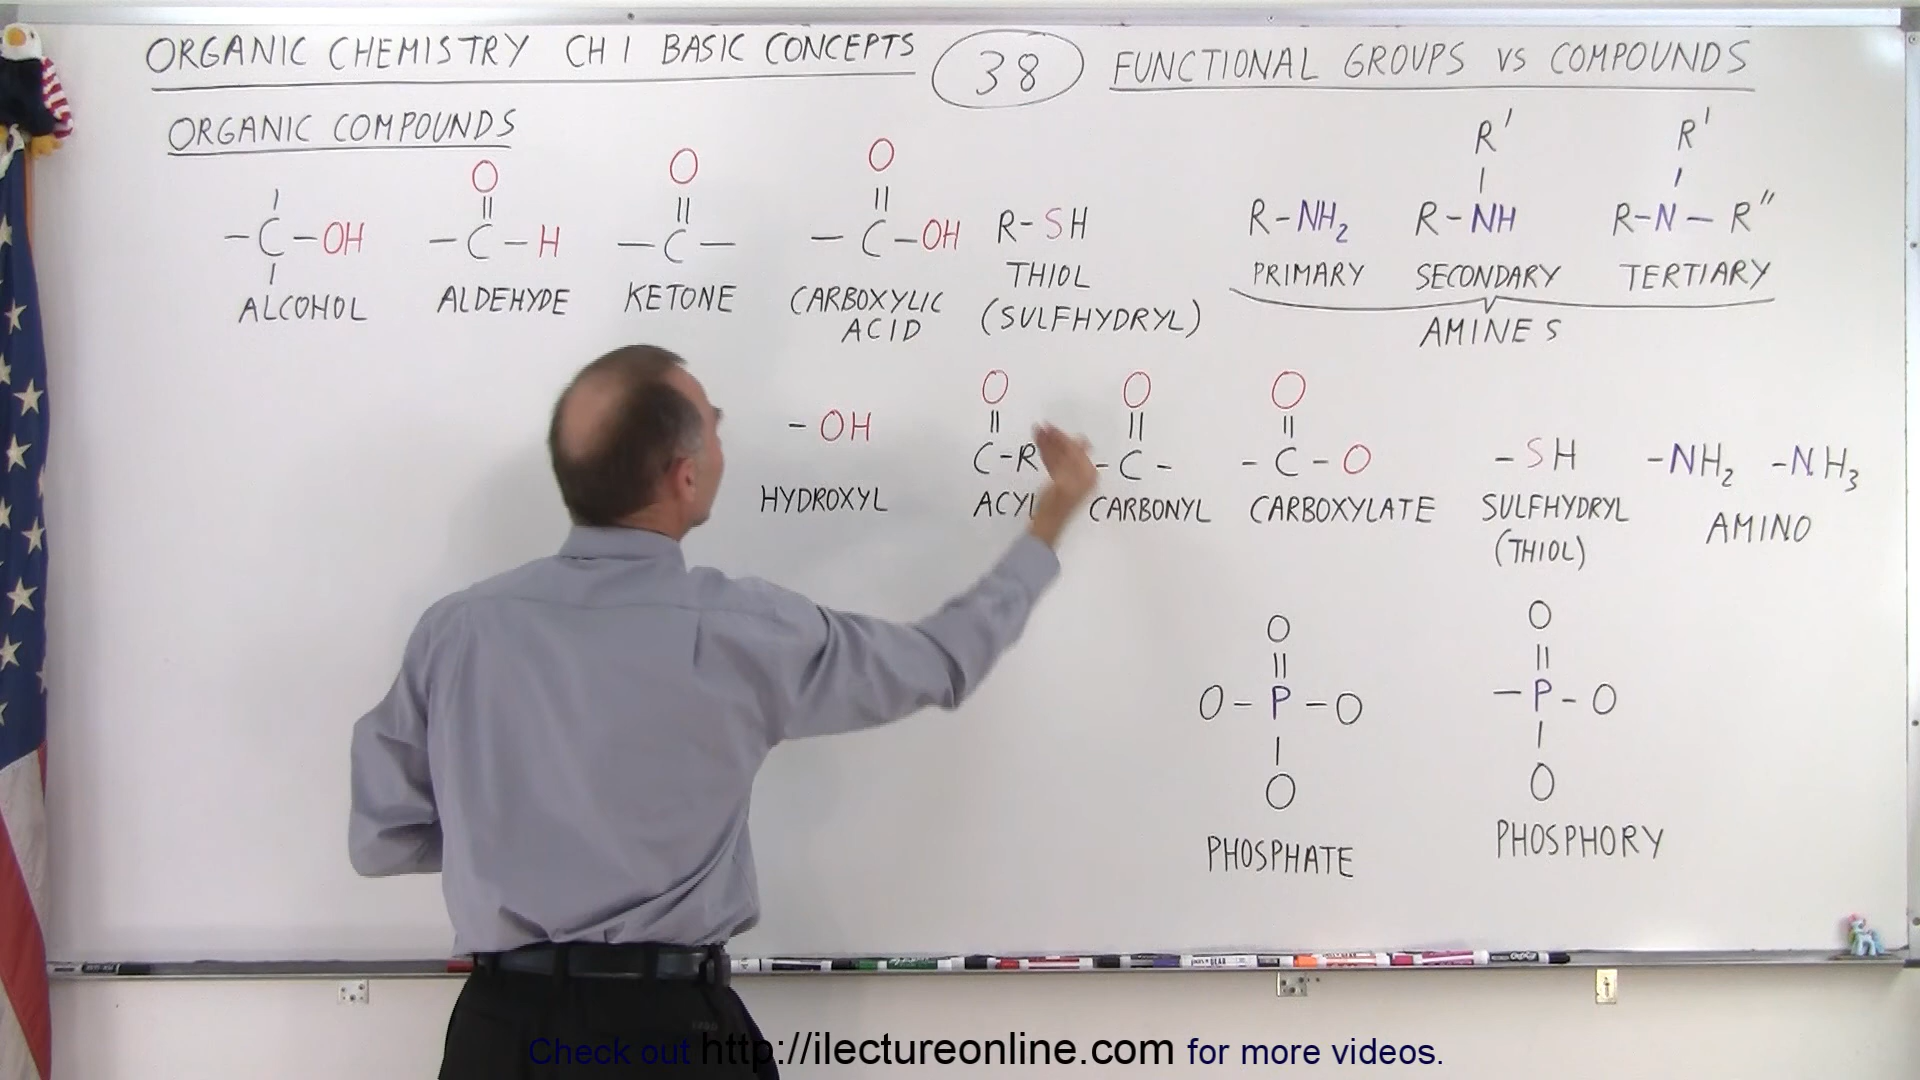 ORGANIC CHEMISTRY CH 1 BASIC CONCEPTS
38
FUNCTIONAL GROUPS VS COMPOUNDS
ORGANIC COMPOUNDS
-C-OH
ALCOHOL
O
||
-C-H
ALDEHYDE
O
||
-C-
KETONE
O
||
-C-OH
CARBOXYLIC
ACID
R-SH
THIOL
(SULFHYDRYL)
R-NH₂
PRIMARY
R'
|
R-NH
SECONDARY
R'
|
R-N-R"
TERTIARY
AMINES
-OH
HYDROXYL
O
||
C-R
ACYL
O
||
-C-
CARBONYL
O
||
-C-O
CARBOXYLATE
-SH
SULFHYDRYL
(THIOL)
-NH₂ -NH₃
AMINO
O
||
O-P-O
|
O
PHOSPHATE
O
||
-P-O
|
O
PHOSPHORY
Check out http://ilectureonline.com for more videos.